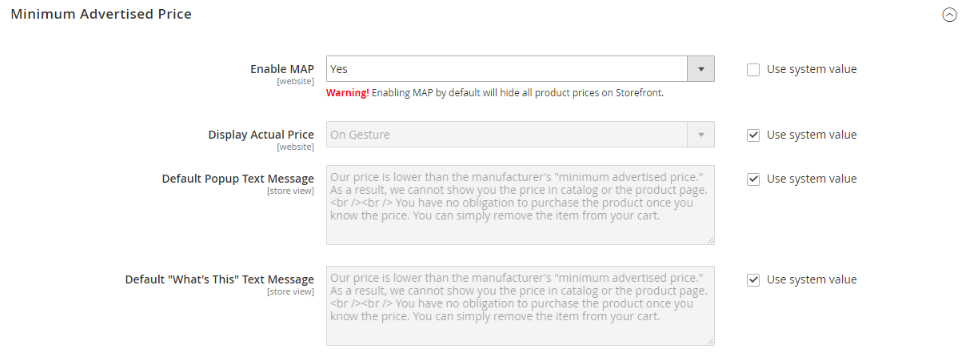 Minimum Advertised Price
Enable MAP
[website]
Yes
Use system value
Warning! Enabling MAP by default will hide all product prices on Storefront.
Display Actual Price
[website]
On Gesture
Use system value
Default Popup Text Message
[store view]
Our price is lower than the manufacturer's "minimum advertised price."
As a result, we cannot show you the price in catalog or the product page.
<br /><br /> You have no obligation to purchase the product once you
know the price. You can simply remove the item from your cart.
Use system value
Default "What's This" Text Message
[store view]
Our price is lower than the manufacturer's "minimum advertised price."
As a result, we cannot show you the price in catalog or the product page.
<br /><br /> You have no obligation to purchase the product once you
know the price. You can simply remove the item from your cart.
Use system value